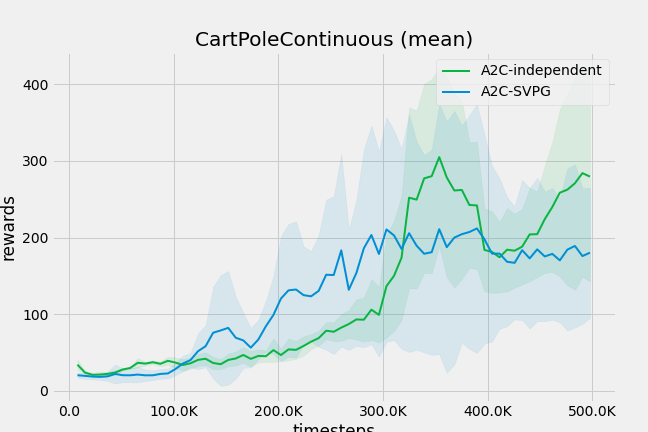 CartPoleContinuous (mean)
A2C-independent
A2C-SVPG
400
300
200
100
0
rewards
0.0 100.0K 200.0K 300.0K 400.0K 500.0K
timesteps